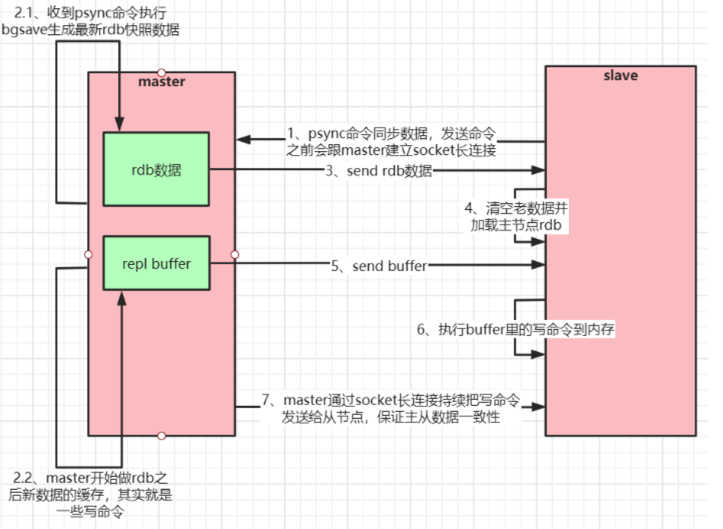 2.1、收到psync命令执行
bgsave生成最新rdb快照数据
master
slave
1、psync命令同步数据，发送命令
之前会跟master建立socket长连接
rdb数据
3、send rdb数据
4、清空老数据并
加载主节点rdb
repl buffer
5、send buffer
6、执行buffer里的写命令到内存
7、master通过socket长连接持续把写命令
发送给从节点，保证主从数据一致性
2.2、master开始做rdb之
后新数据的缓存，其实就是
一些写命令